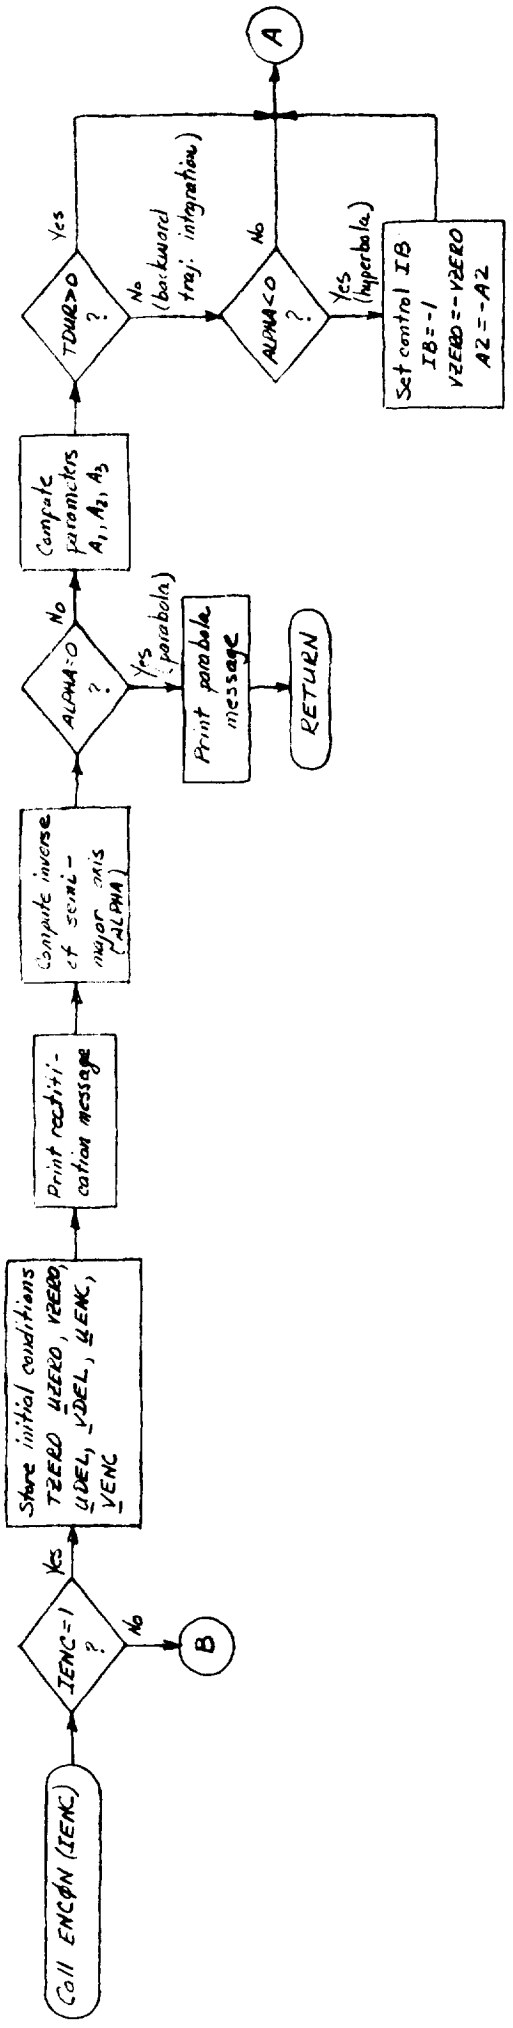 Call ENCØN (IENC)
IENC=1
?
Yes
No
B
Store initial conditions
TZERO UZERO, VZERO,
UDEL, VDEL, UENC,
VENC
Print rectifi-
cation message
Compute inverse
of semi-
major axis
(ALPHA)
ALPHA=0
?
No
Yes
(parabola)
Print parabola
message
RETURN
Compute
parameters
A1, A2, A3
TDUR>0
?
Yes
No
(backward
traj. intgration)
ALPHA<0
?
No
Yes
(hyperbola)
Set control IB
IB=-1
VZERO=-VZERO
A2=-A2
A